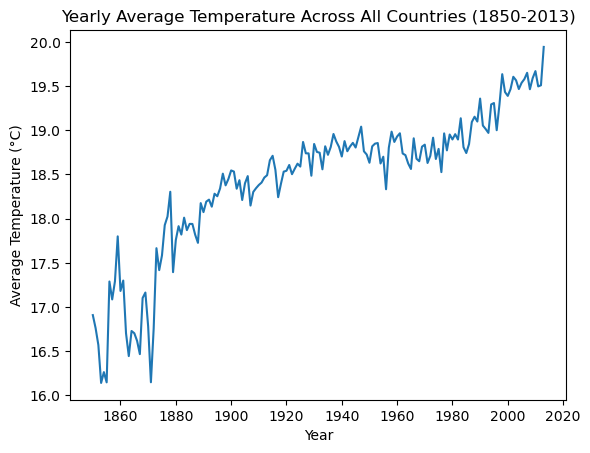 Yearly Average Temperature Across All Countries (1850-2013)
20.0
19.5
19.0
18.5
18.0
17.5
17.0
16.5
16.0
Average Temperature (°C)
1860 1880 1900 1920 1940 1960 1980 2000 2020
Year